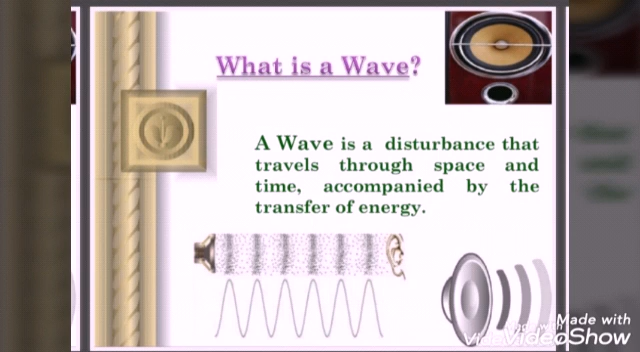 What is a Wave?
A Wave is a disturbance that
travels through space and
time, accompanied by the
transfer of energy.
Made with
VideoShow